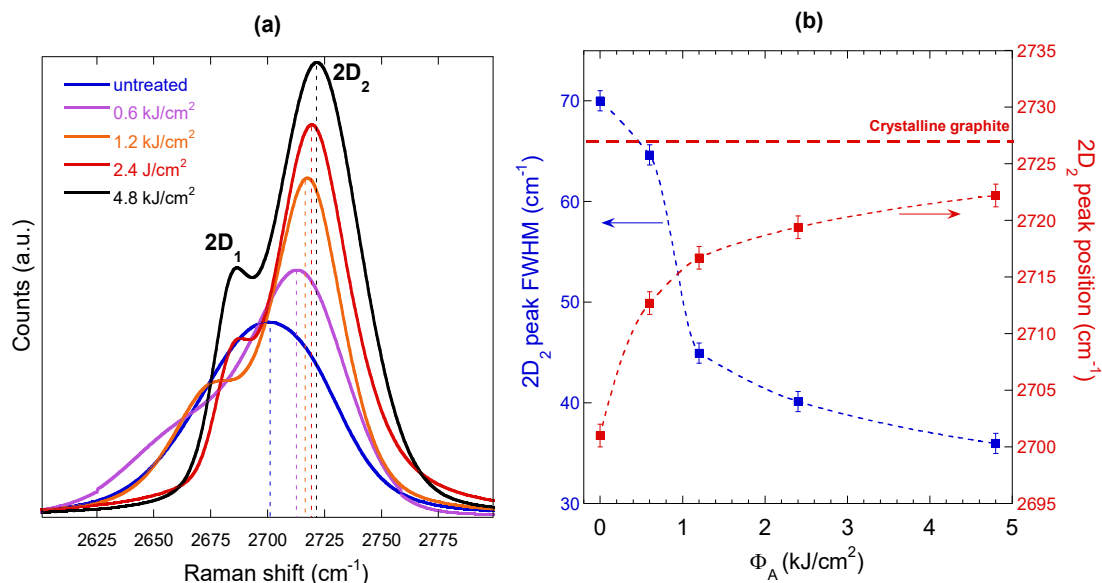 (a)
untreated
0.6 kJ/cm²
1.2 kJ/cm²
2.4 J/cm²
4.8 kJ/cm²
2D₁
2D₂
Counts (a.u.)
2625 2650 2675 2700 2725 2750 2775
Raman shift (cm⁻¹)
(b)
Crystalline graphite
2D₂ peak FWHM (cm⁻¹)
70
60
50
40
30
2D₂ peak position
(cm⁻¹)
2735
2730
2725
2720
2715
2710
2705
2700
2695
0 1 2 3 4 5
Φ_A (kJ/cm²)